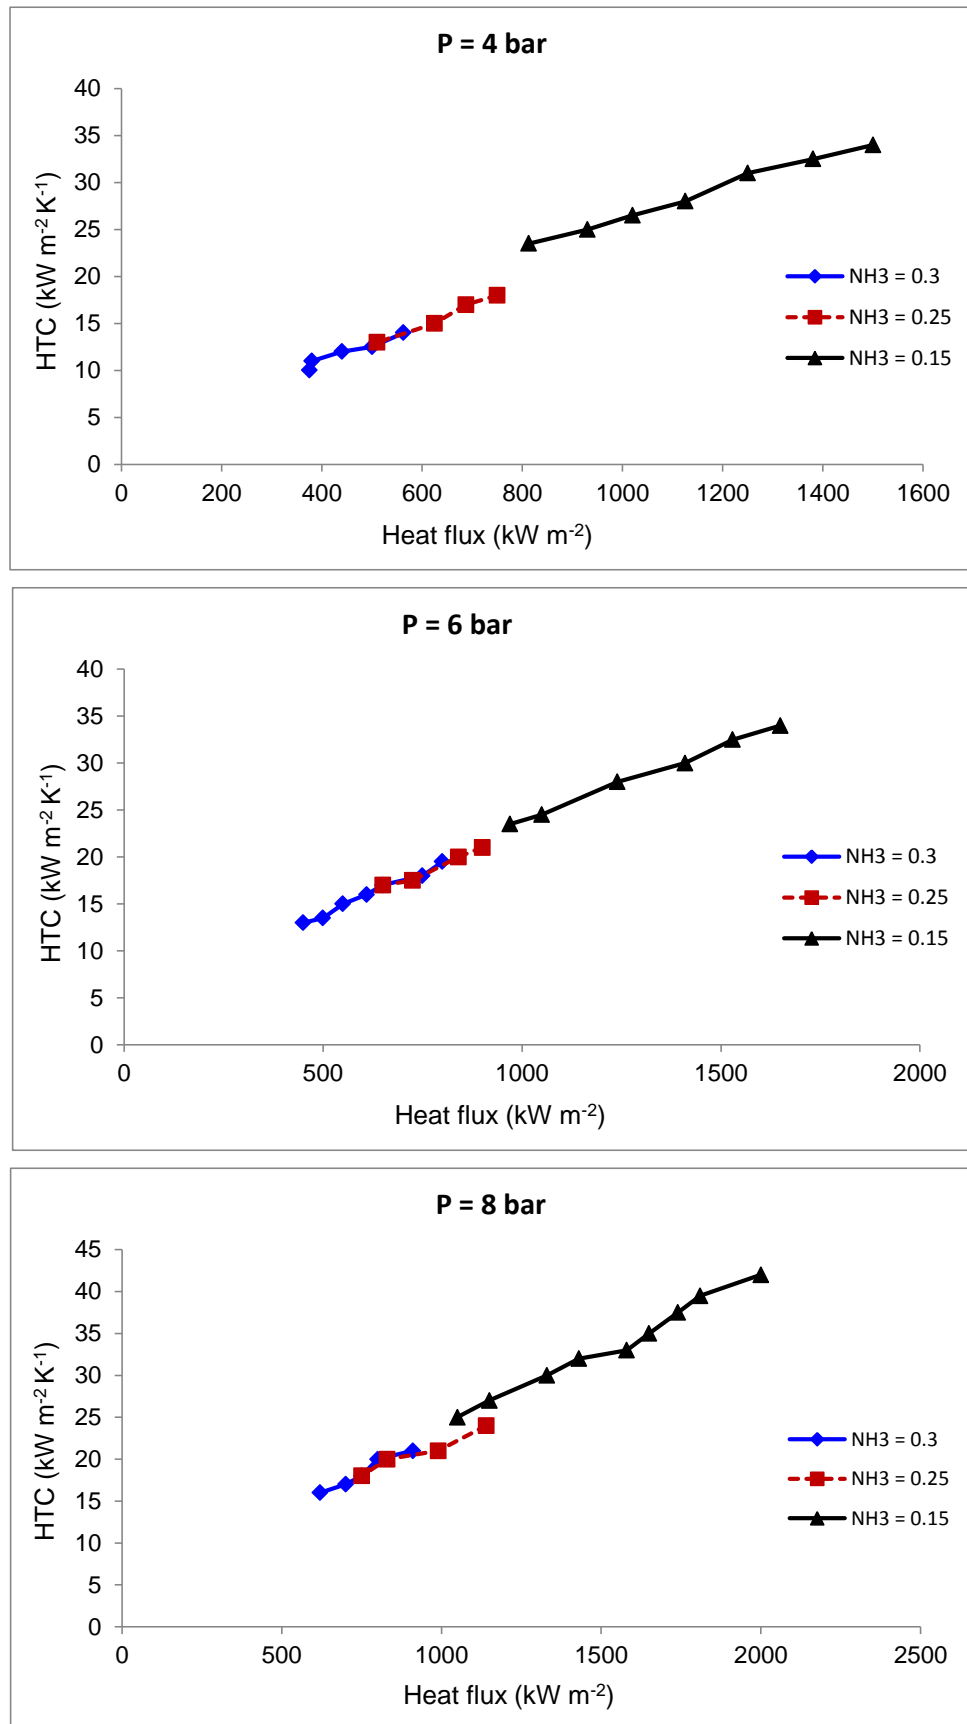 P = 4 bar
40
35
30
25
20
15
10
5
0
HTC (kW m-2 K-1)
0 200 400 600 800 1000 1200 1400 1600
Heat flux (kW m-2)
NH3 = 0.3
NH3 = 0.25
NH3 = 0.15
P = 6 bar
40
35
30
25
20
15
10
5
0
HTC (kW m-2 K-1)
0 500 1000 1500 2000
Heat flux (kW m-2)
NH3 = 0.3
NH3 = 0.25
NH3 = 0.15
P = 8 bar
45
40
35
30
25
20
15
10
5
0
HTC (kW m-2 K-1)
0 500 1000 1500 2000 2500
Heat flux (kW m-2)
NH3 = 0.3
NH3 = 0.25
NH3 = 0.15